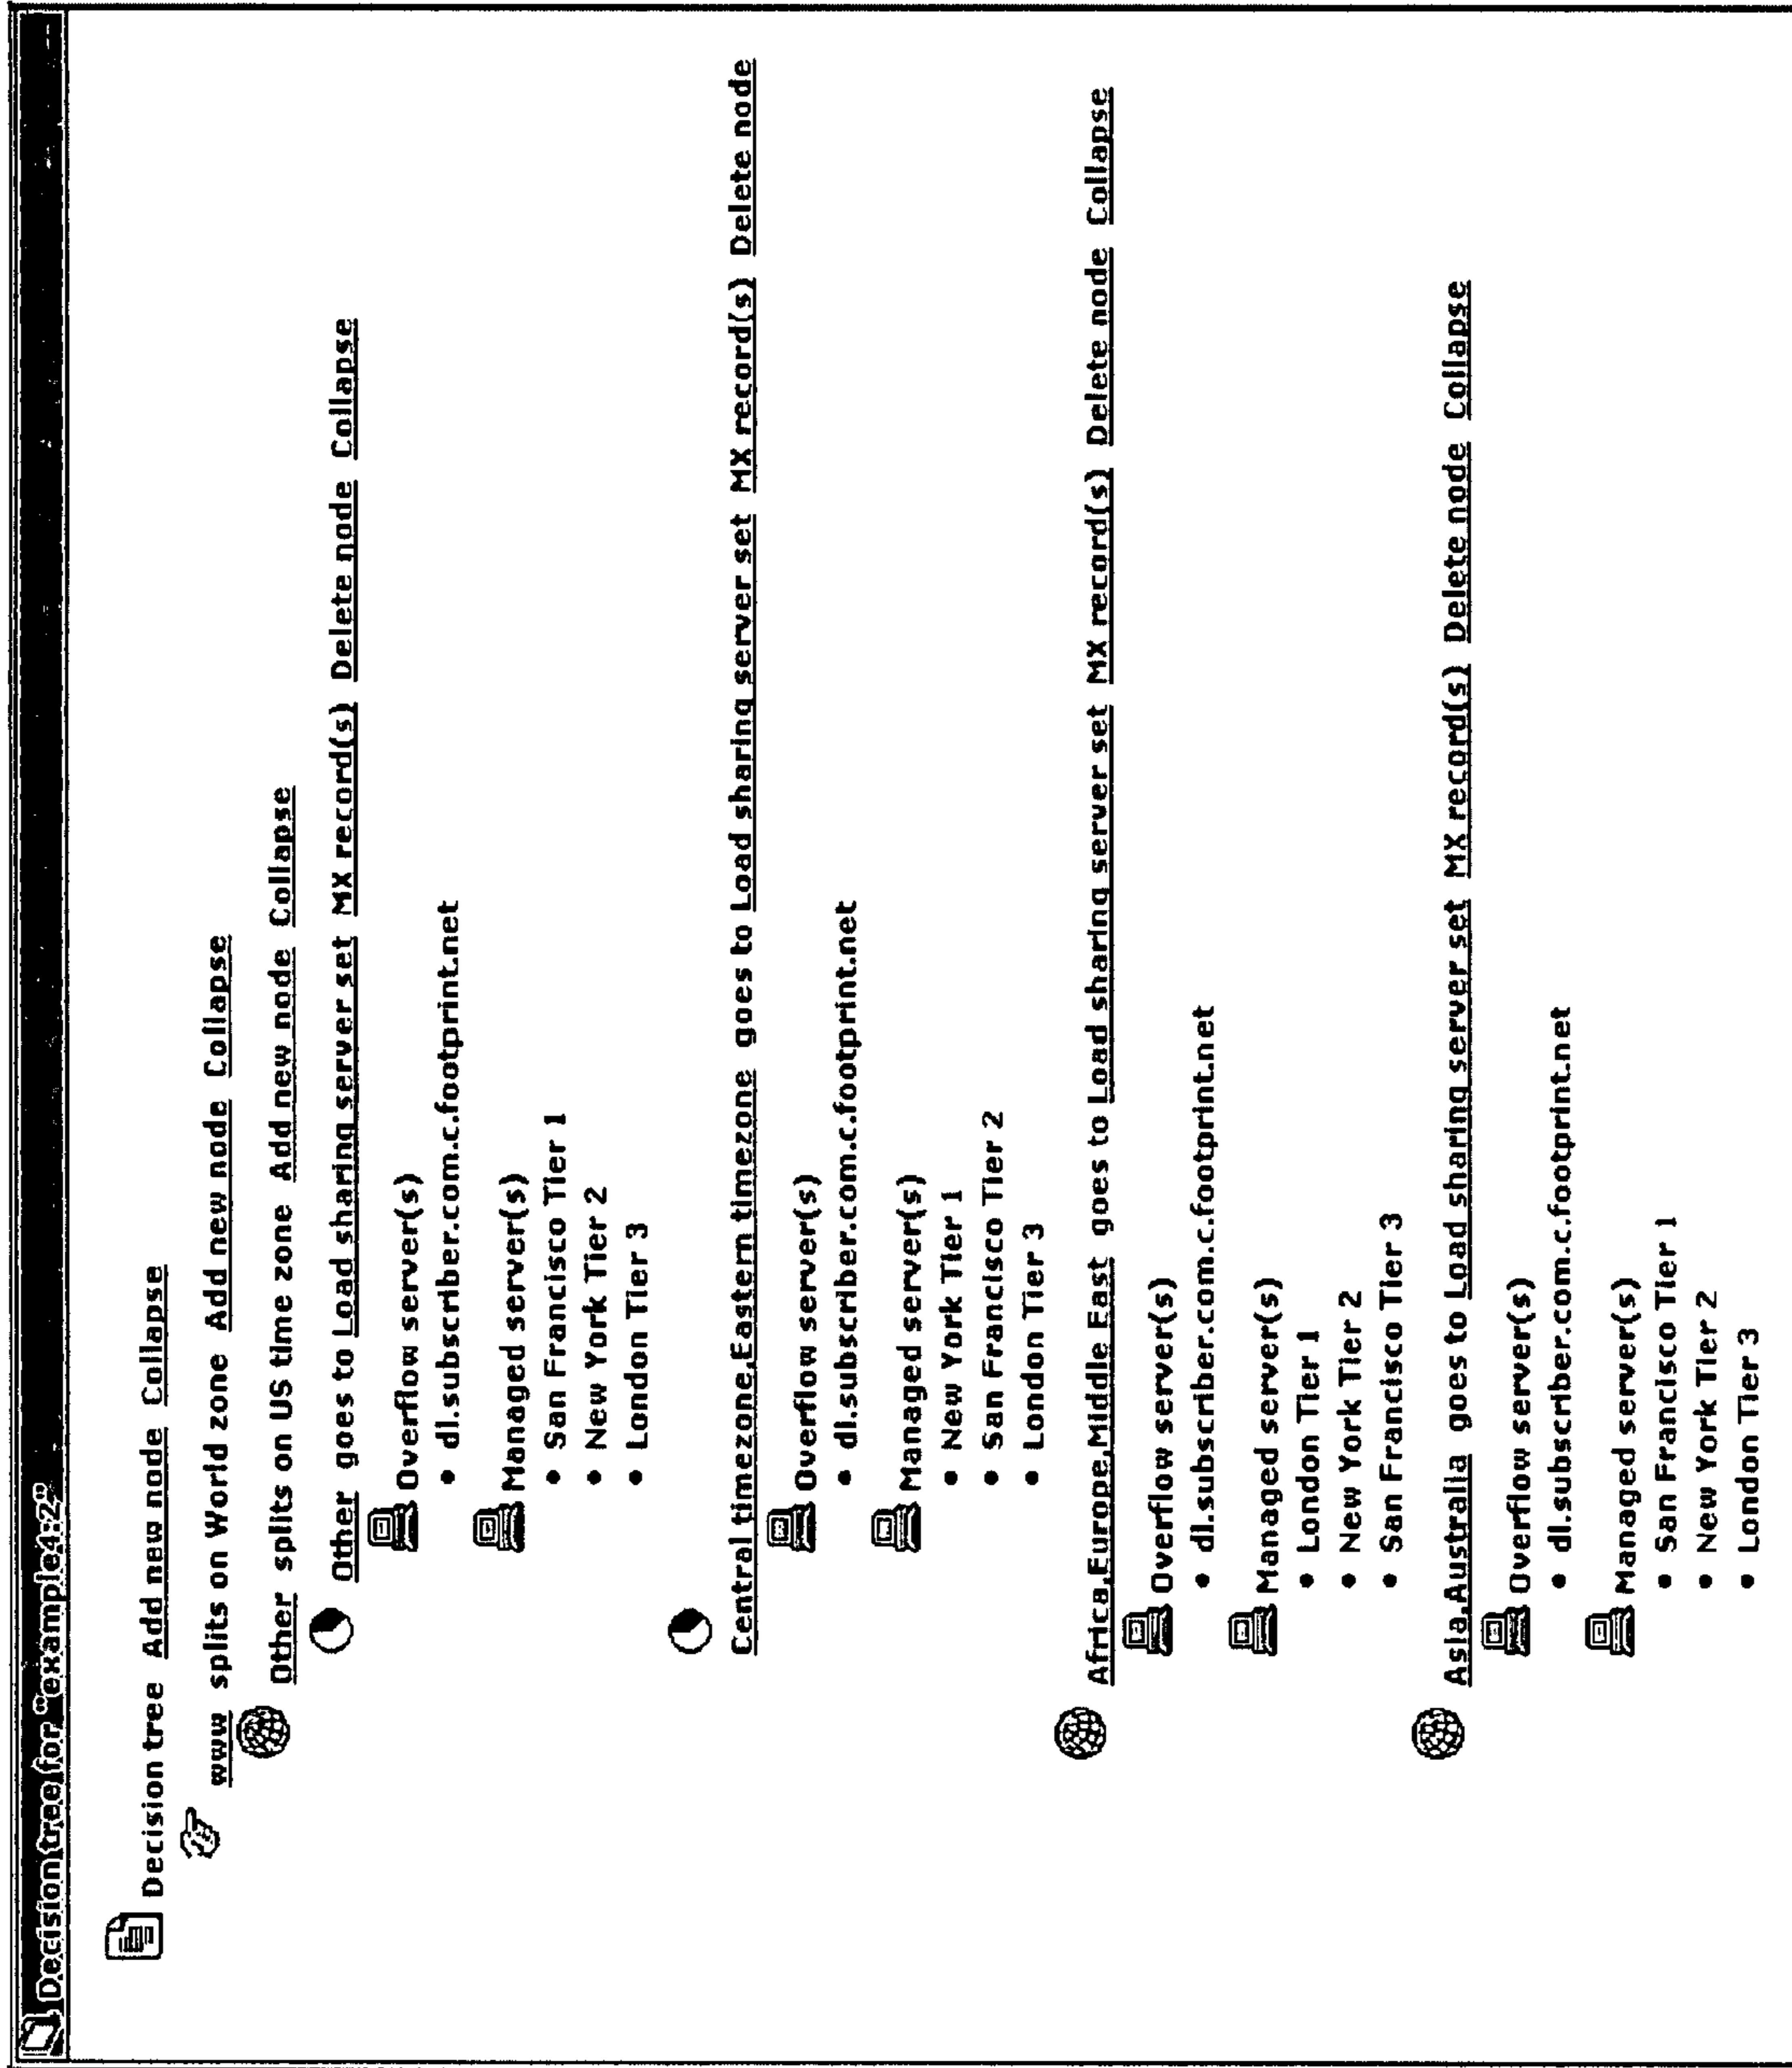 Decision tree for "example4:2"
Decision tree Add new node Collapse
www splits on World zone Add new node Collapse
Other splits on US time zone Add new node Collapse
Other goes to Load sharing server set MX record(s) Delete node Collapse
Overflow server(s)
• dl.subscriber.com.c.footprint.net
Managed server(s)
• San Francisco Tier 1
• New York Tier 2
• London Tier 3
Central timezone,Eastern timezone goes to Load sharing server set MX record(s) Delete node
Overflow server(s)
• dl.subscriber.com.c.footprint.net
Managed server(s)
• New York Tier 1
• San Francisco Tier 2
• London Tier 3
Africa,Europe,Middle East goes to Load sharing server set MX record(s) Delete node Collapse
Overflow server(s)
• dl.subscriber.com.c.footprint.net
Managed server(s)
• London Tier 1
• New York Tier 2
• San Francisco Tier 3
Asia,Australia goes to Load sharing server set MX record(s) Delete node Collapse
Overflow server(s)
• dl.subscriber.com.c.footprint.net
Managed server(s)
• San Francisco Tier 1
• New York Tier 2
• London Tier 3